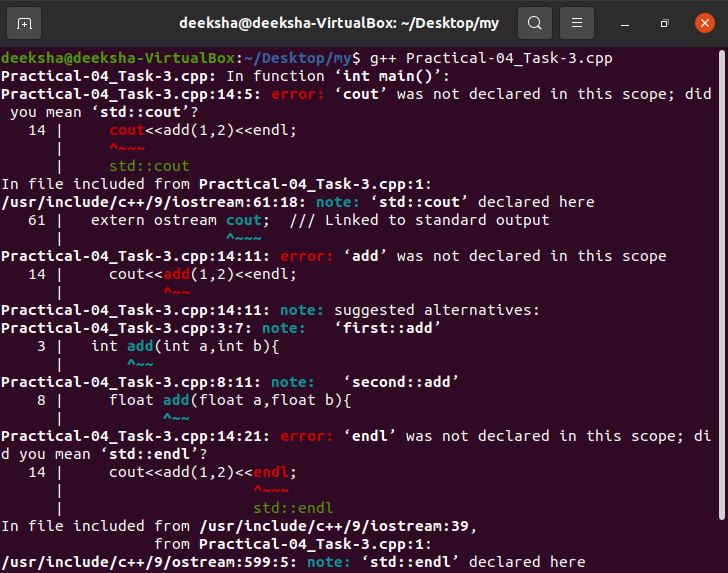 deeksha@deeksha-VirtualBox: ~/Desktop/my
deeksha@deeksha-VirtualBox:~/Desktop/my$ g++ Practical-04_Task-3.cpp
Practical-04_Task-3.cpp: In function ‘int main()’:
Practical-04_Task-3.cpp:14:5: error: ‘cout’ was not declared in this scope; did
 you mean ‘std::cout’?
   14 |     cout<<add(1,2)<<endl;
      |     ^~~~
      |     std::cout
In file included from Practical-04_Task-3.cpp:1:
/usr/include/c++/9/iostream:61:18: note: ‘std::cout’ declared here
   61 |   extern ostream cout;  /// Linked to standard output
      |                  ^~~~
Practical-04_Task-3.cpp:14:11: error: ‘add’ was not declared in this scope
   14 |     cout<<add(1,2)<<endl;
      |           ^~~
Practical-04_Task-3.cpp:14:11: note: suggested alternatives:
Practical-04_Task-3.cpp:3:7: note:   ‘first::add’
    3 |   int add(int a,int b){
      |       ^~~
Practical-04_Task-3.cpp:8:11: note:   ‘second::add’
    8 |     float add(float a,float b){
      |           ^~~
Practical-04_Task-3.cpp:14:21: error: ‘endl’ was not declared in this scope; di
d you mean ‘std::endl’?
   14 |     cout<<add(1,2)<<endl;
      |                     ^~~~
      |                     std::endl
In file included from /usr/include/c++/9/iostream:39,
                 from Practical-04_Task-3.cpp:1:
/usr/include/c++/9/ostream:599:5: note: ‘std::endl’ declared here